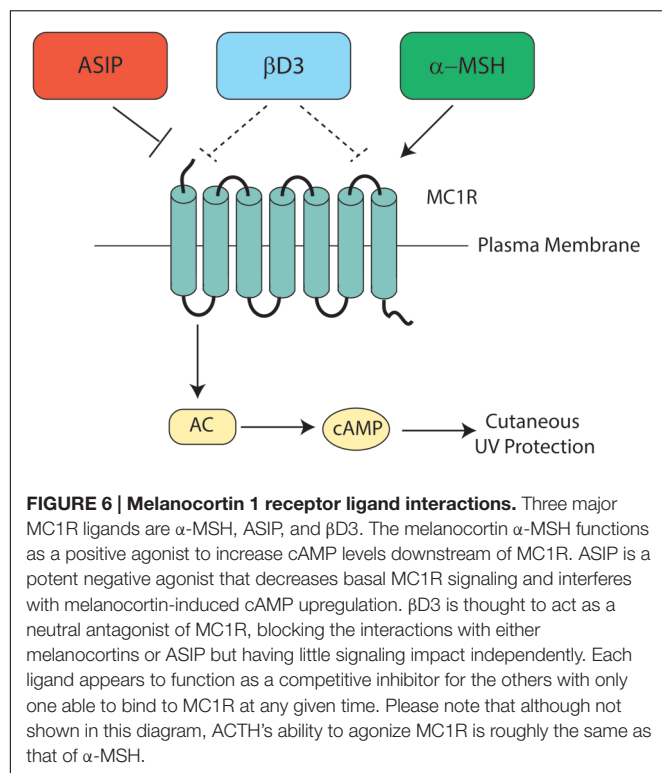 ASIP
βD3
α–MSH
MC1R
Plasma Membrane
AC
cAMP
Cutaneous
UV Protection
FIGURE 6 | Melanocortin 1 receptor ligand interactions. Three major
MC1R ligands are α-MSH, ASIP, and βD3. The melanocortin α-MSH functions
as a positive agonist to increase cAMP levels downstream of MC1R. ASIP is a
potent negative agonist that decreases basal MC1R signaling and interferes
with melanocortin-induced cAMP upregulation. βD3 is thought to act as a
neutral antagonist of MC1R, blocking the interactions with either
melanocortins or ASIP but having little signaling impact independently. Each
ligand appears to function as a competitive inhibitor for the others with only
one able to bind to MC1R at any given time. Please note that although not
shown in this diagram, ACTH's ability to agonize MC1R is roughly the same as
that of α-MSH.